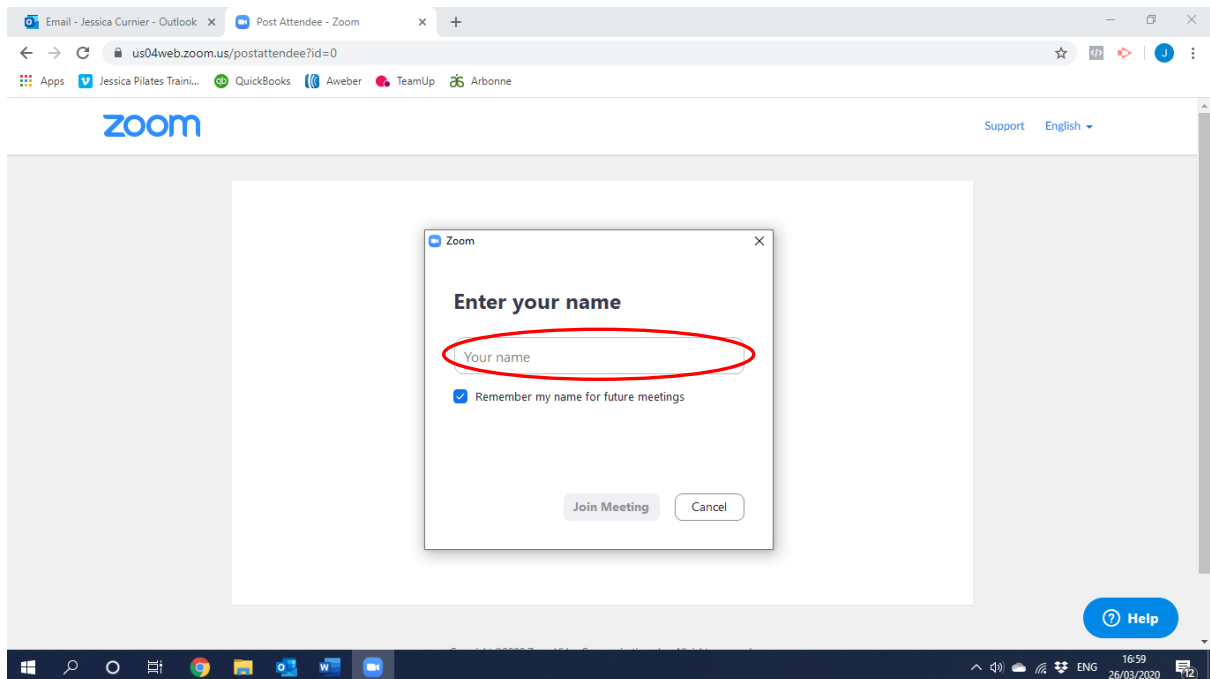 Email - Jessica Curnier - Outlook
Post Attendee - Zoom
us04web.zoom.us/postattendee?id=0
J
Apps
Jessica Pilates Traini...
QuickBooks
Aweber
TeamUp
Arbonne
zoom
Support
English
Zoom
Enter your name
Your name
Remember my name for future meetings
Join Meeting
Cancel
Help
ENG
16:59
26/03/2020
12